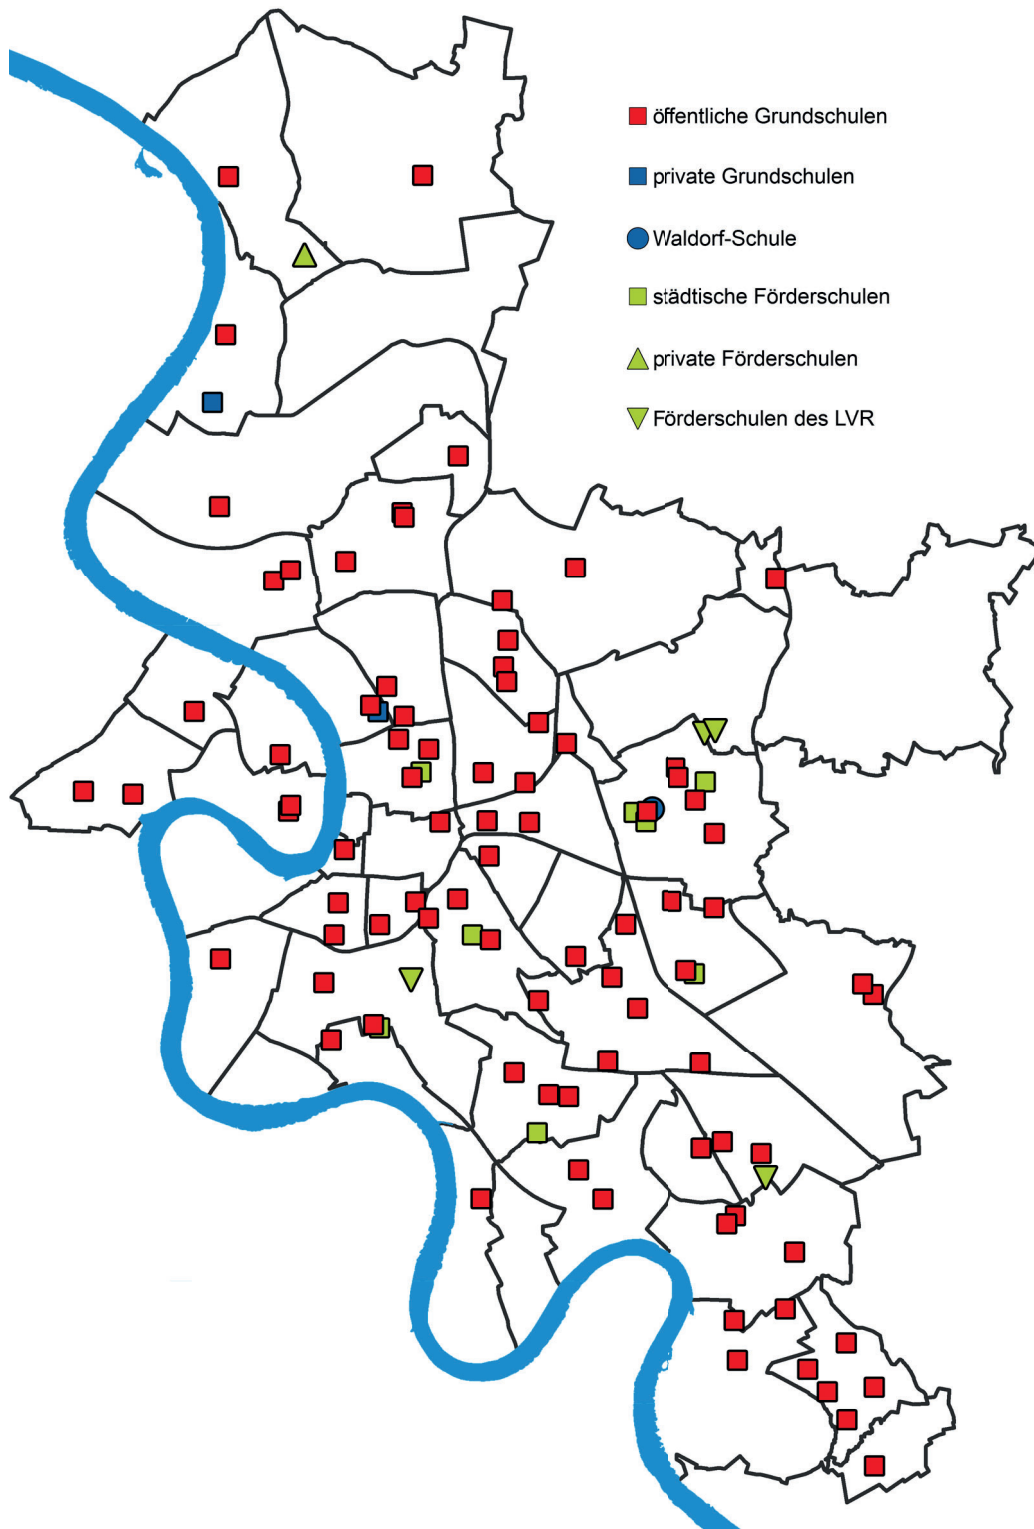 öffentliche Grundschulen
private Grundschulen
Waldorf-Schule
städtische Förderschulen
private Förderschulen
Förderschulen des LVR